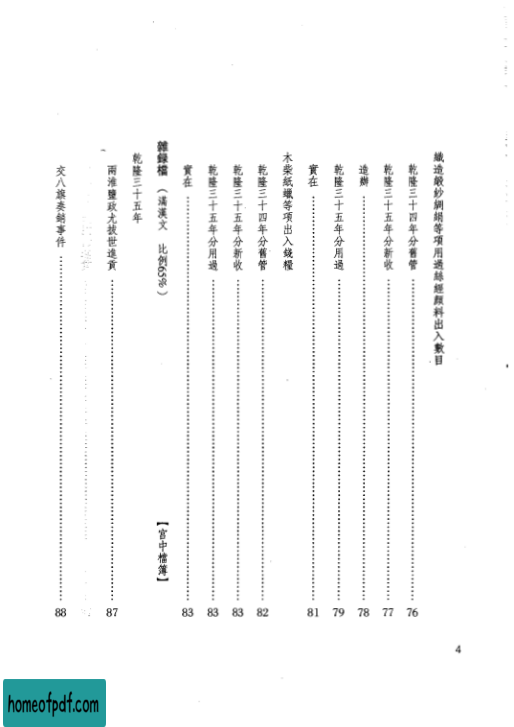 織造緞紗綢絹等項用過絲經顏料出入數目
乾隆三十四年分舊管 76
乾隆三十五年分新收 77
造辦 78
乾隆三十五年分用過 79
實在 81
木柴紙蠟等項出入錢糧
乾隆三十四年分舊管 82
乾隆三十五年分新收 83
乾隆三十五年分用過 83
實在 83
雜錄檔 (滿漢文 比例65%) 【宮中檔簿】
乾隆三十五年
兩淮鹽政尤拔世進貢 87
交八旗奏銷事件 88
4
homeofpdf.com